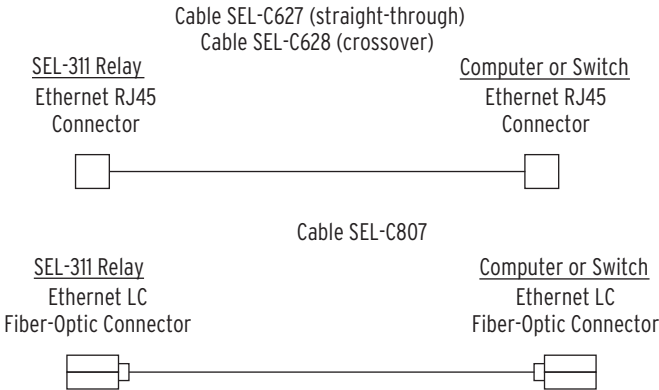 Cable SEL-C627 (straight-through)
Cable SEL-C628 (crossover)
SEL-311 Relay
Ethernet RJ45
Connector
Computer or Switch
Ethernet RJ45
Connector
Cable SEL-C807
SEL-311 Relay
Ethernet LC
Fiber-Optic Connector
Computer or Switch
Ethernet LC
Fiber-Optic Connector